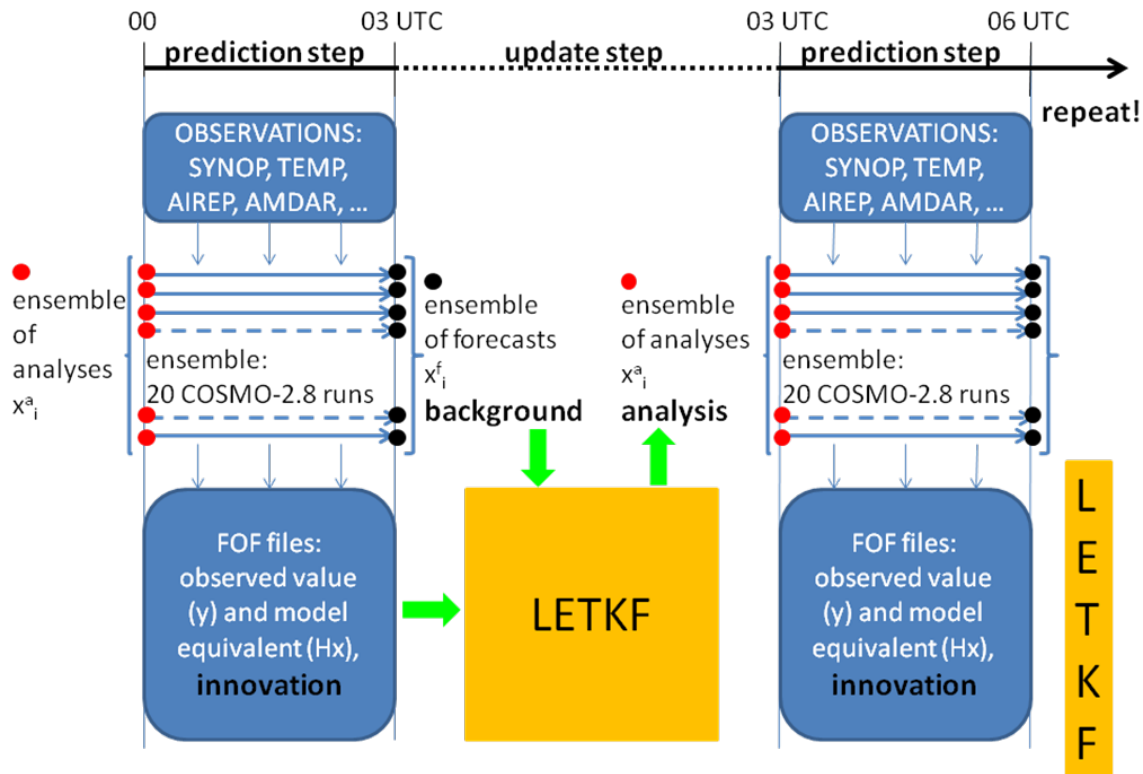 00
03 UTC
03 UTC
06 UTC
prediction step
update step
prediction step
repeat!
OBSERVATIONS:
SYNOP, TEMP,
AIREP, AMDAR, ...
OBSERVATIONS:
SYNOP, TEMP,
AIREP, AMDAR, ...
ensemble
of
analyses
xᵃᵢ
ensemble:
20 COSMO-2.8 runs
ensemble
of forecasts
xᶠᵢ
background
ensemble
of analyses
xᵃᵢ
analysis
ensemble:
20 COSMO-2.8 runs
FOF files:
observed value
(y) and model
equivalent (Hx),
innovation
LETKF
FOF files:
observed value
(y) and model
equivalent (Hx),
innovation
L
E
T
K
F